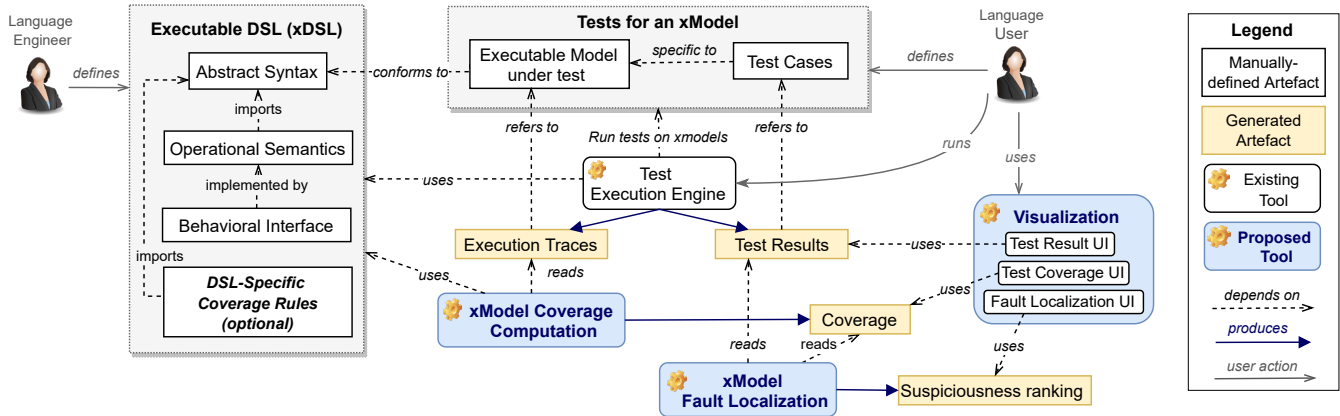 Language
Engineer
defines
Executable DSL (xDSL)
Abstract Syntax
imports
Operational Semantics
implemented by
Behavioral Interface
imports
DSL-Specific
Coverage Rules
(optional)
conforms to
Tests for an xModel
Executable Model
under test
specific to
Test Cases
defines
Language
User
refers to
Run tests on xmodels
refers to
runs
uses
uses
Test
Execution Engine
Execution Traces
Test Results
uses
reads
uses
xModel Coverage
Computation
Coverage
reads
reads
xModel
Fault Localization
Suspiciousness ranking
Visualization
Test Result UI
Test Coverage UI
Fault Localization UI
uses
uses
Legend
Manually-
defined Artefact
Generated
Artefact
Existing
Tool
Proposed
Tool
depends on
produces
user action